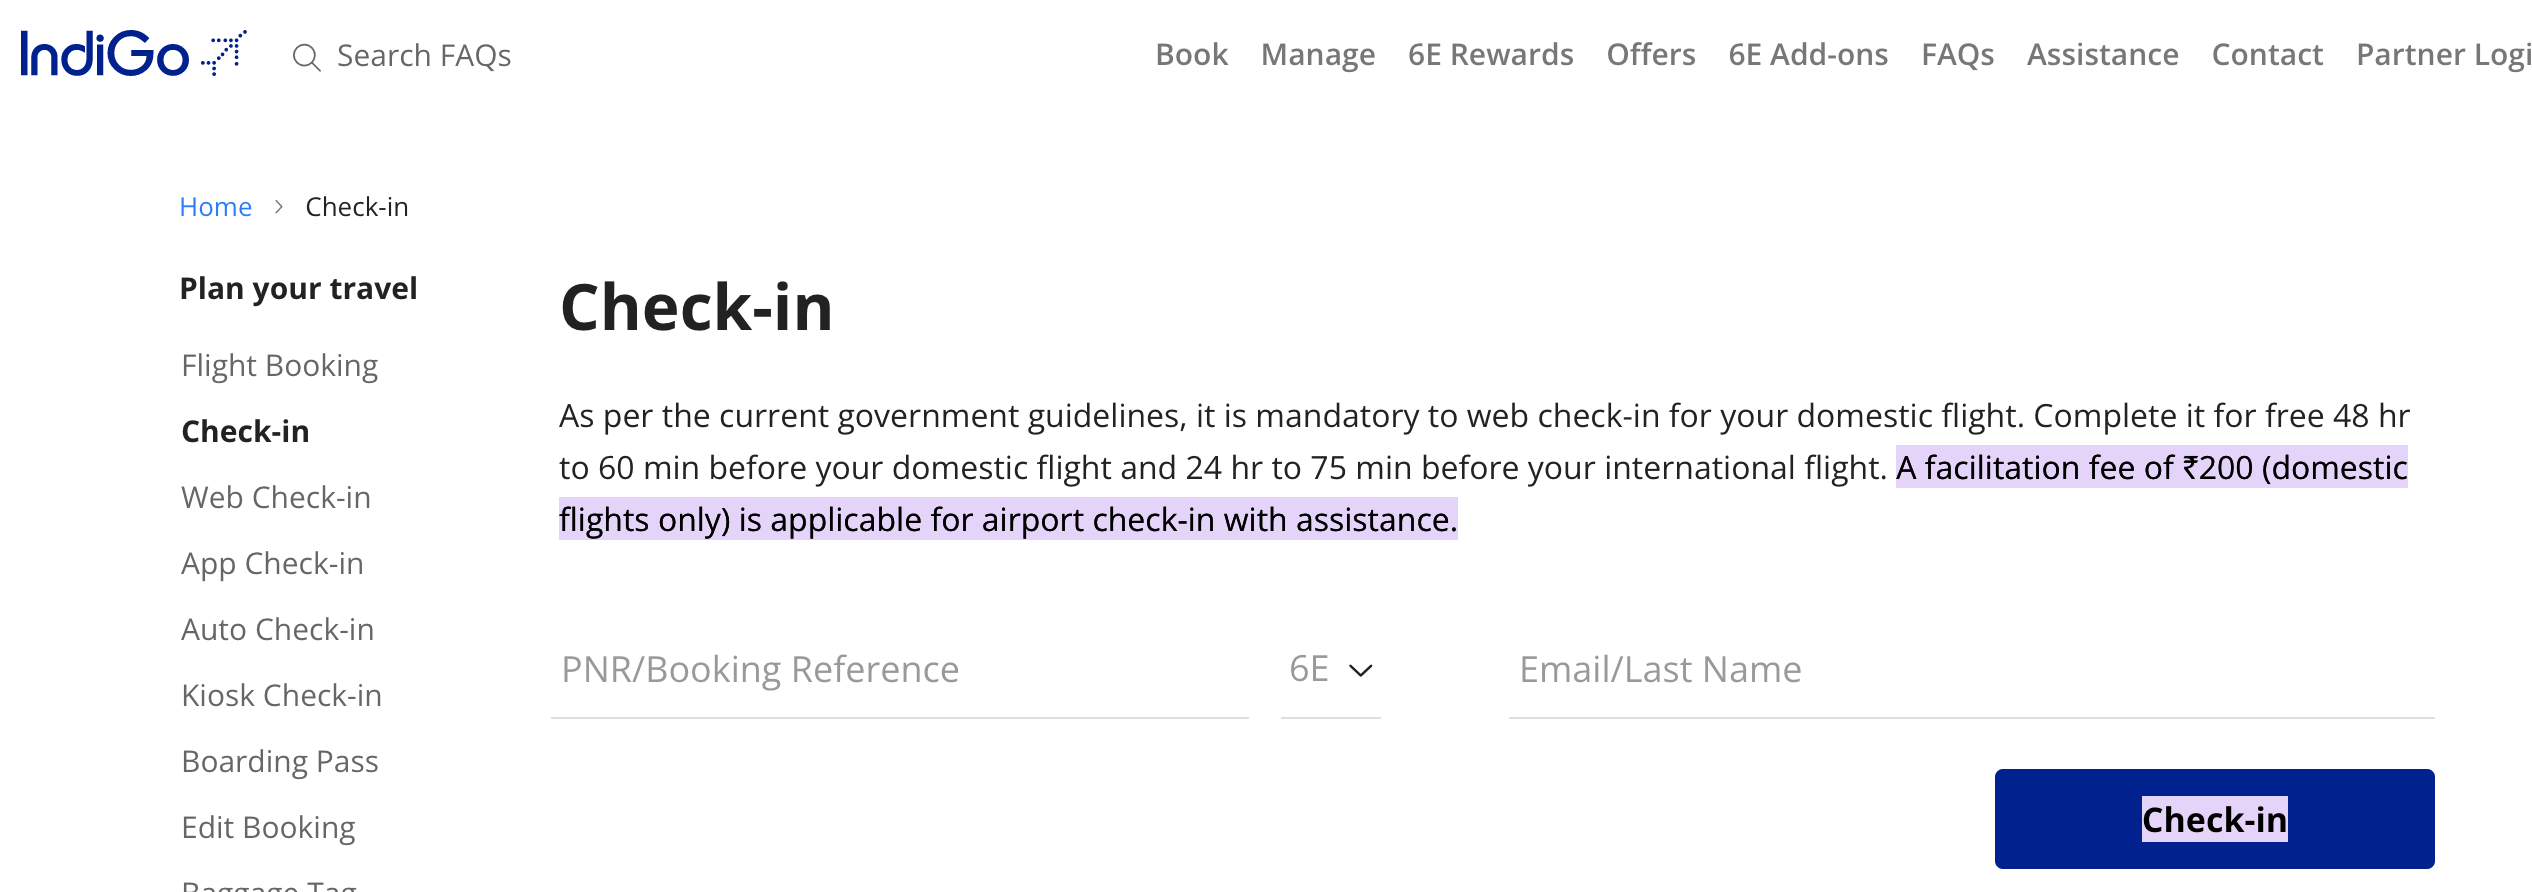 IndiGo
Search FAQs
Book Manage 6E Rewards Offers 6E Add-ons FAQs Assistance Contact Partner Logi
Home > Check-in
Plan your travel
Flight Booking
Check-in
Web Check-in
App Check-in
Auto Check-in
Kiosk Check-in
Boarding Pass
Edit Booking
Baggage Tag
Check-in
As per the current government guidelines, it is mandatory to web check-in for your domestic flight. Complete it for free 48 hr
to 60 min before your domestic flight and 24 hr to 75 min before your international flight. A facilitation fee of ₹200 (domestic
flights only) is applicable for airport check-in with assistance.
PNR/Booking Reference
6E
Email/Last Name
Check-in